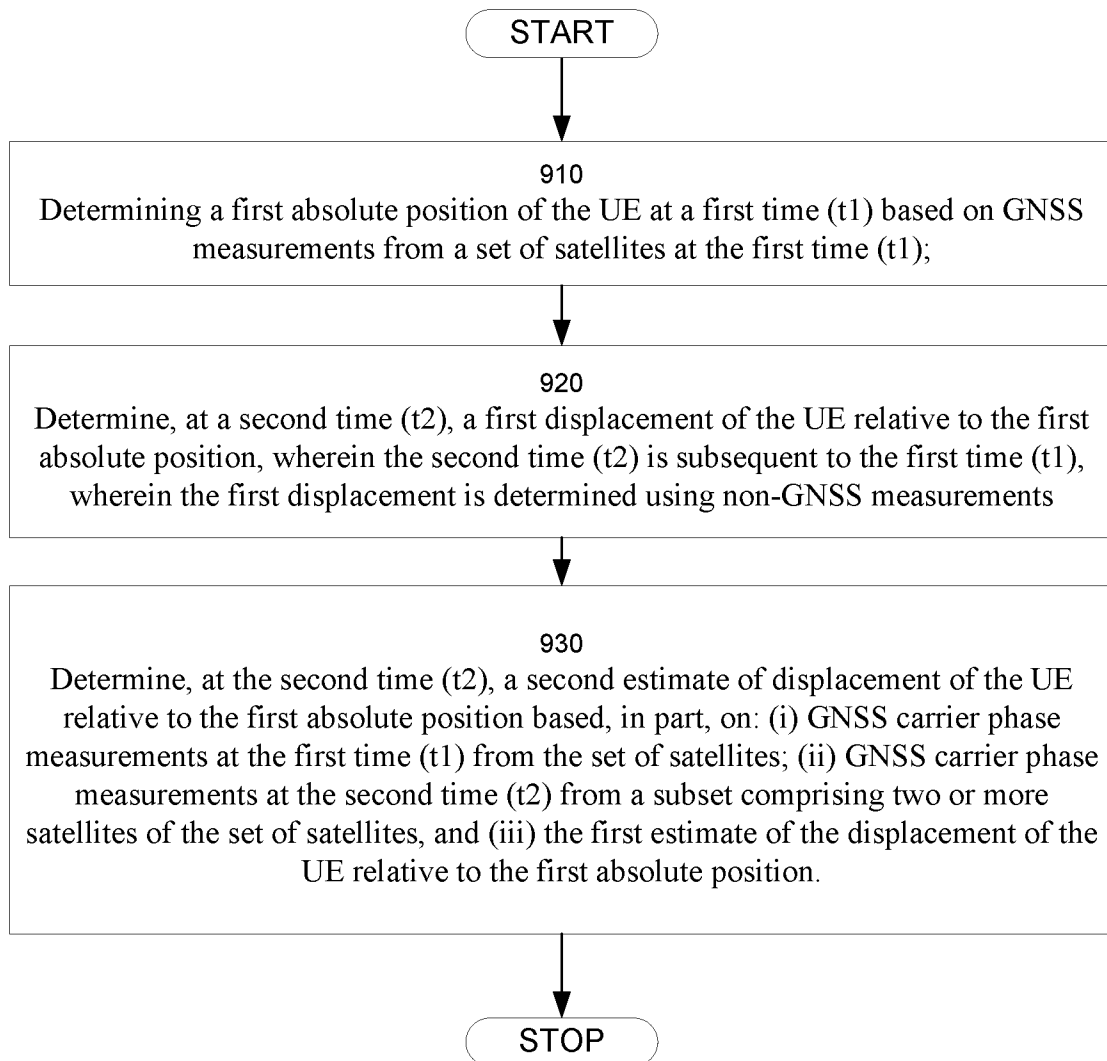 START
910
Determining a first absolute position of the UE at a first time (t1) based on GNSS
measurements from a set of satellites at the first time (t1);
920
Determine, at a second time (t2), a first displacement of the UE relative to the first
absolute position, wherein the second time (t2) is subsequent to the first time (t1),
wherein the first displacement is determined using non-GNSS measurements
930
Determine, at the second time (t2), a second estimate of displacement of the UE
relative to the first absolute position based, in part, on: (i) GNSS carrier phase
measurements at the first time (t1) from the set of satellites; (ii) GNSS carrier phase
measurements at the second time (t2) from a subset comprising two or more
satellites of the set of satellites, and (iii) the first estimate of the displacement of the
UE relative to the first absolute position.
STOP